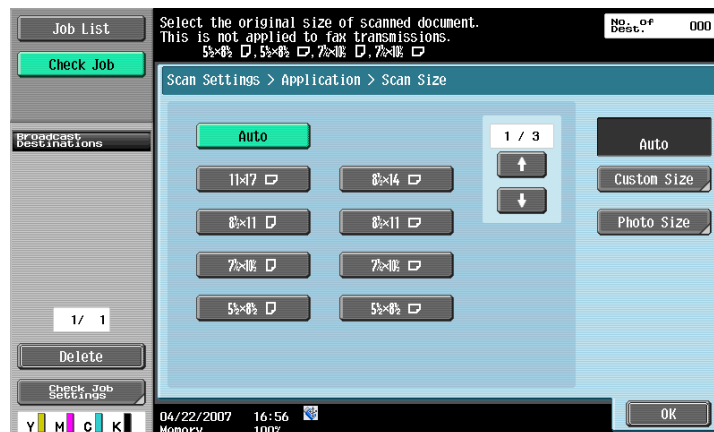 Job List
Check Job
Broadcast
Destinations
1/ 1
Delete
Check Job
Settings
Y M C K
Select the original size of scanned document.
This is not applied to fax transmissions.
5½×8½ , 5½×8½ , 7¼×10½ , 7¼×10½
No. of
Dest. 000
Scan Settings > Application > Scan Size
Auto
11×17
8½×14
8½×11
8½×11
7¼×10½
7¼×10½
5½×8½
5½×8½
1 / 3
Auto
Custom Size
Photo Size
04/22/2007 16:56
Memory 100%
OK